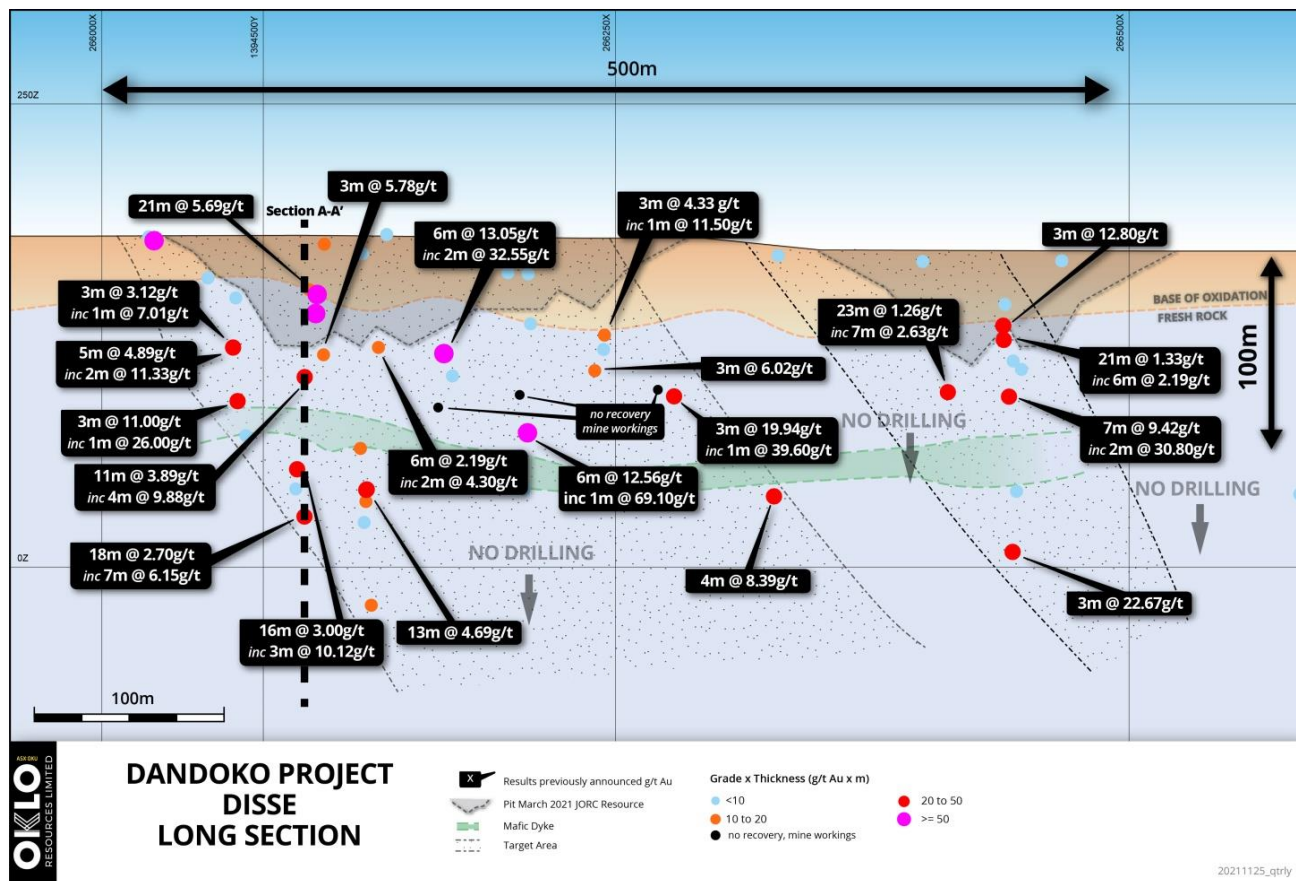 266000X
1394500Y
266250X
266500X
500m
250Z
3m @ 5.78g/t
21m @ 5.69g/t
Section A-A'
6m @ 13.05g/t
inc 2m @ 32.55g/t
3m @ 4.33 g/t
inc 1m @ 11.50g/t
3m @ 12.80g/t
3m @ 3.12g/t
inc 1m @ 7.01g/t
BASE OF OXIDATION
FRESH ROCK
23m @ 1.26g/t
inc 7m @ 2.63g/t
100m
5m @ 4.89g/t
inc 2m @ 11.33g/t
3m @ 6.02g/t
21m @ 1.33g/t
inc 6m @ 2.19g/t
3m @ 11.00g/t
inc 1m @ 26.00g/t
no recovery
mine workings
NO DRILLING
3m @ 19.94g/t
inc 1m @ 39.60g/t
7m @ 9.42g/t
inc 2m @ 30.80g/t
11m @ 3.89g/t
inc 4m @ 9.88g/t
6m @ 2.19g/t
inc 2m @ 4.30g/t
6m @ 12.56g/t
inc 1m @ 69.10g/t
NO DRILLING
18m @ 2.70g/t
inc 7m @ 6.15g/t
NO DRILLING
0Z
4m @ 8.39g/t
3m @ 22.67g/t
16m @ 3.00g/t
inc 3m @ 10.12g/t
13m @ 4.69g/t
100m
ASX OKU
OKLO
RESOURCES LIMITED
DANDOKO PROJECT
DISSE
LONG SECTION
X
Results previously announced g/t Au
Pit March 2021 JORC Resource
Mafic Dyke
Target Area
Grade x Thickness (g/t Au x m)
<10
10 to 20
no recovery, mine workings
20 to 50
>= 50
20211125_qtrly